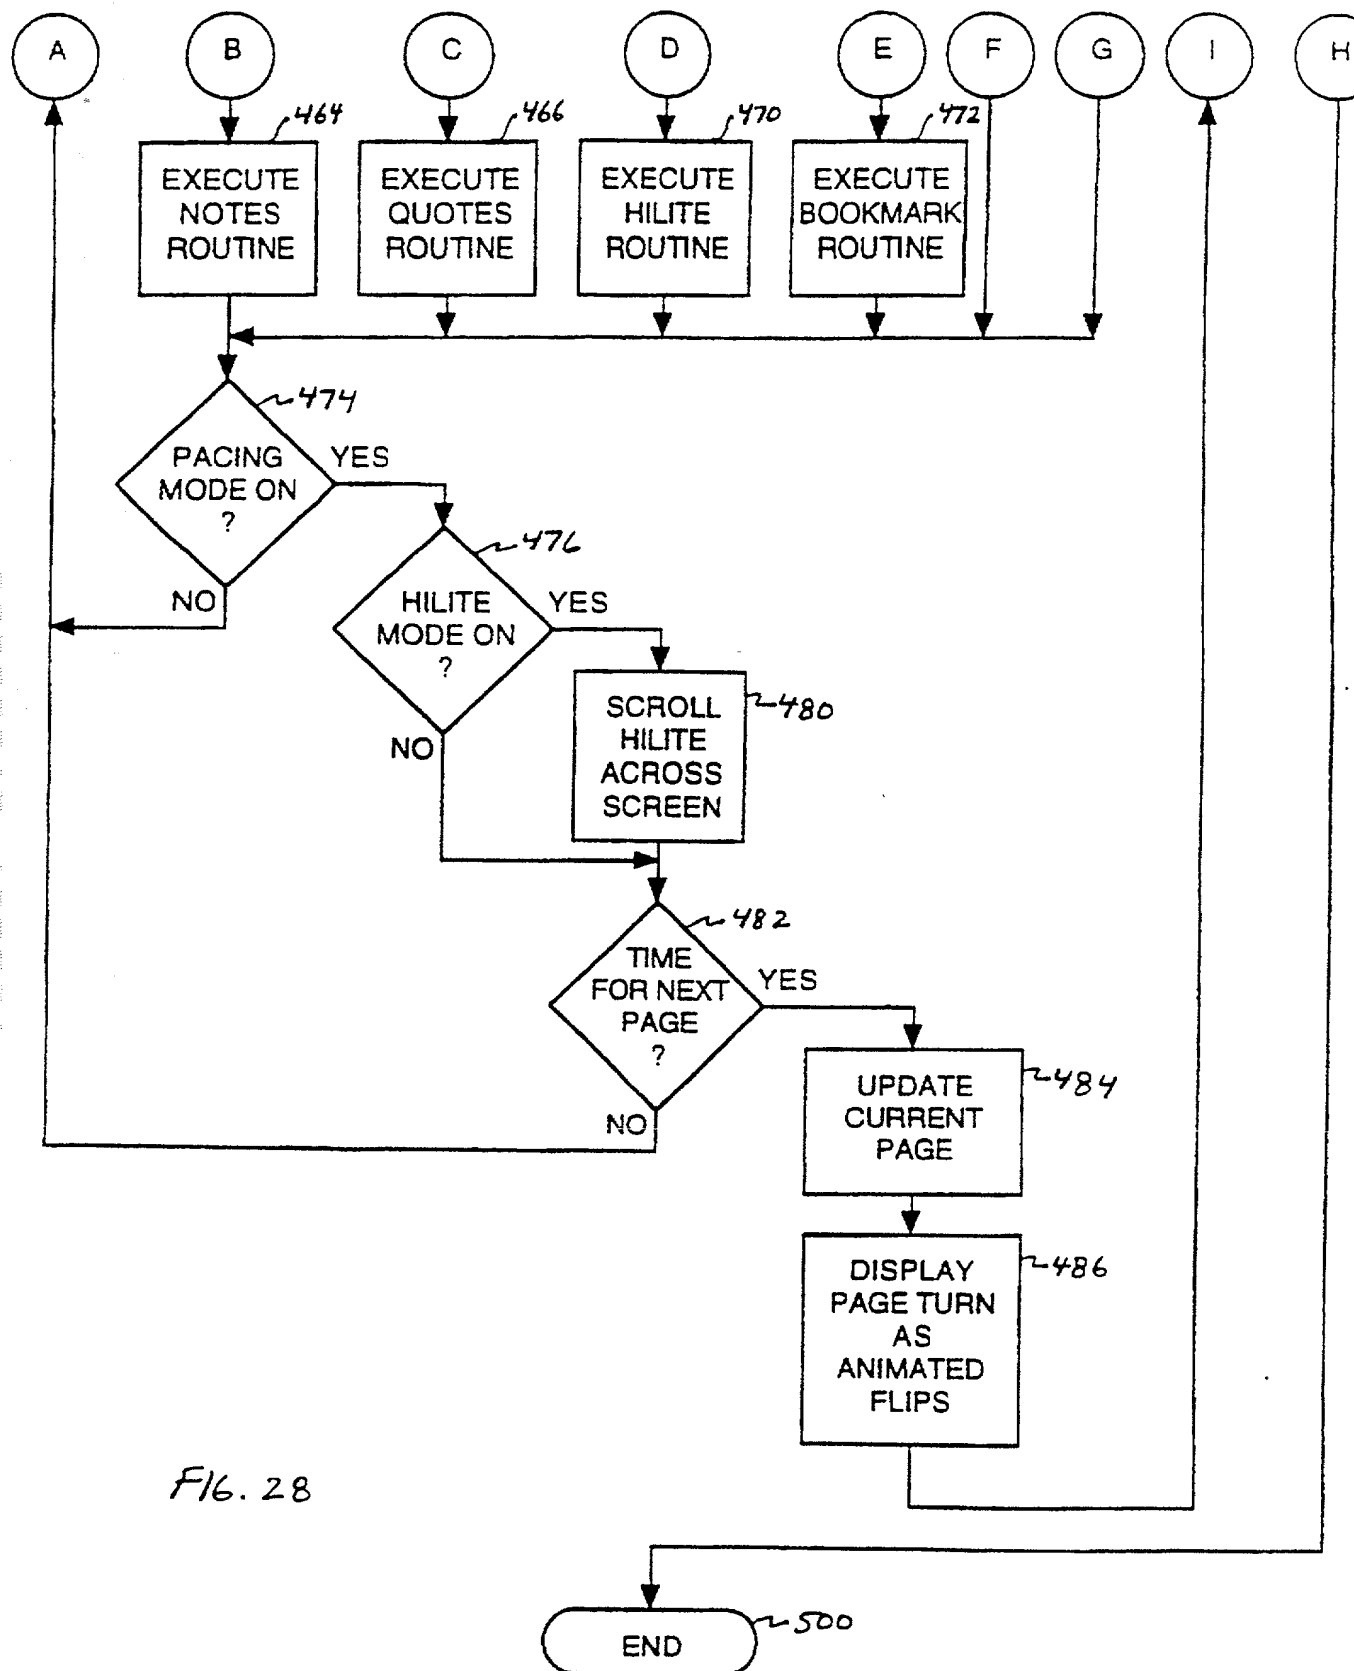 A
B
C
D
E
F
G
I
H
464
466
470
472
EXECUTE
NOTES
ROUTINE
EXECUTE
QUOTES
ROUTINE
EXECUTE
HILITE
ROUTINE
EXECUTE
BOOKMARK
ROUTINE
474
PACING
MODE ON
?
YES
NO
476
HILITE
MODE ON
?
YES
NO
480
SCROLL
HILITE
ACROSS
SCREEN
482
TIME
FOR NEXT
PAGE
?
YES
NO
484
UPDATE
CURRENT
PAGE
486
DISPLAY
PAGE TURN
AS
ANIMATED
FLIPS
FIG. 28
500
END